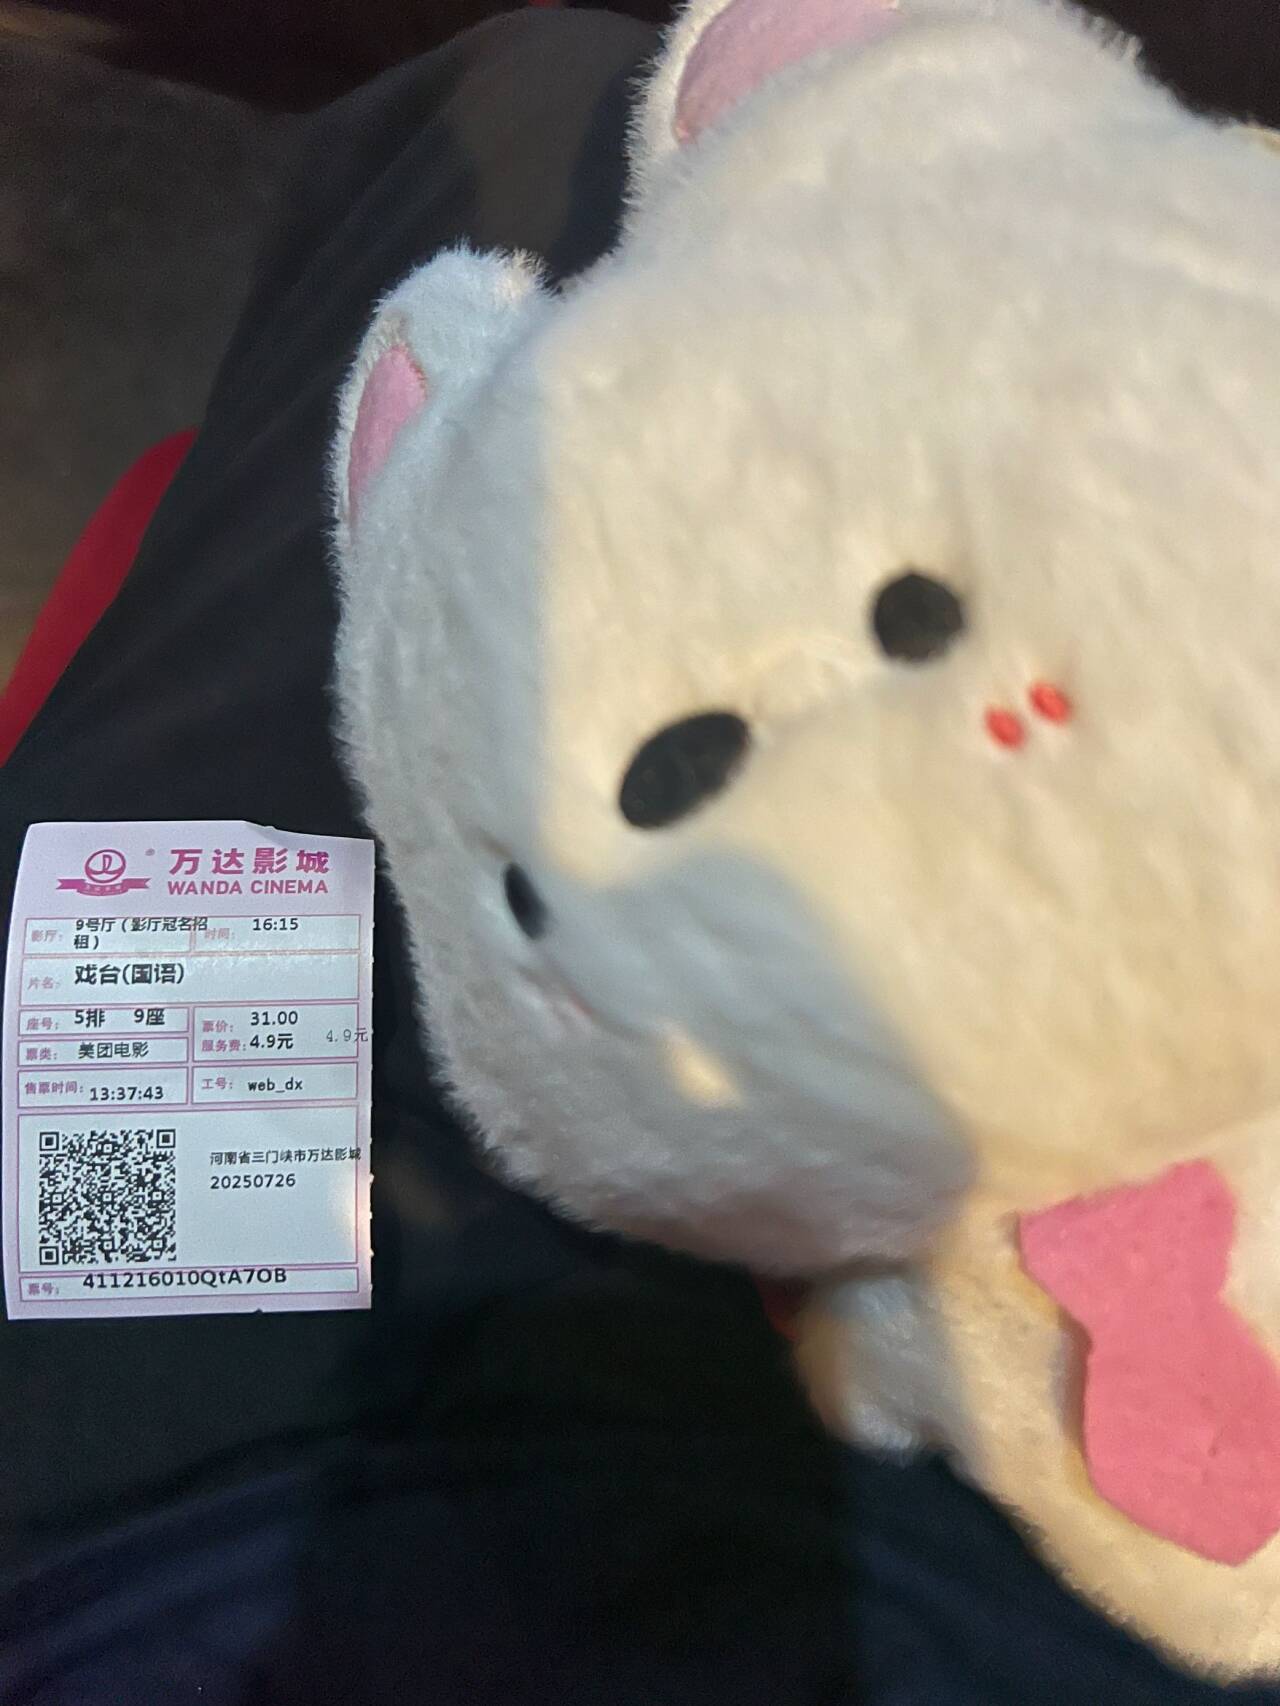 万达影城
WANDA CINEMA
影厅: 9号厅(影厅冠名招租) 时间: 16:15
片名: 戏台(国语)
座号: 5排 9座
票价: 31.00
服务费:4.9元 4.9元
票类: 美团电影
售票时间: 13:37:43
工号: web_dx
河南省三门峡市万达影城
20250726
票号: 411216010QtA7OB